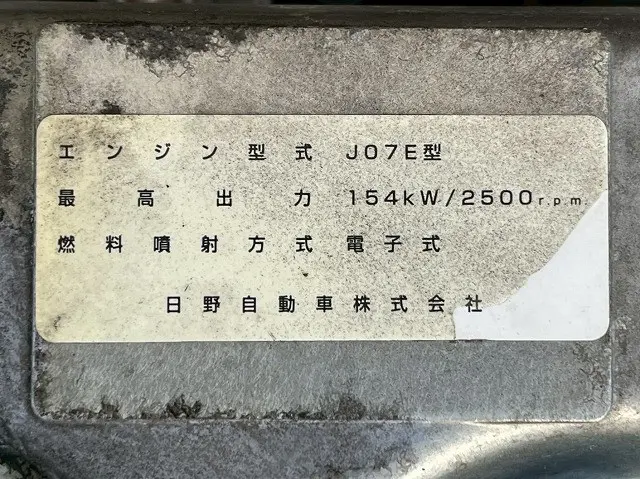 エンジン型式 J07E型
最高出力 154kW/2500r.p.m
燃料噴射方式 電子式
日野自動車株式会社